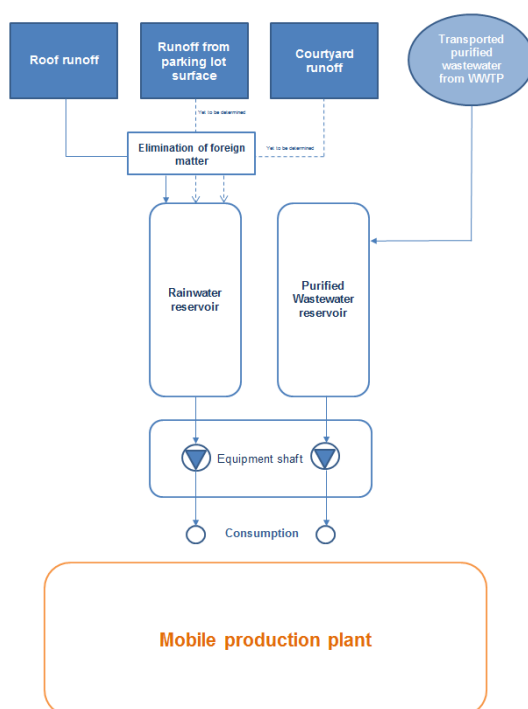 Roof runoff
Runoff from
parking lot
surface
Courtyard
runoff
Transported
purified
wastewater
from WWTP
Yet to be determined
Elimination of foreign
matter
Yet to be determined
Rainwater
reservoir
Purified
Wastewater
reservoir
Equipment shaft
Consumption
Mobile production plant